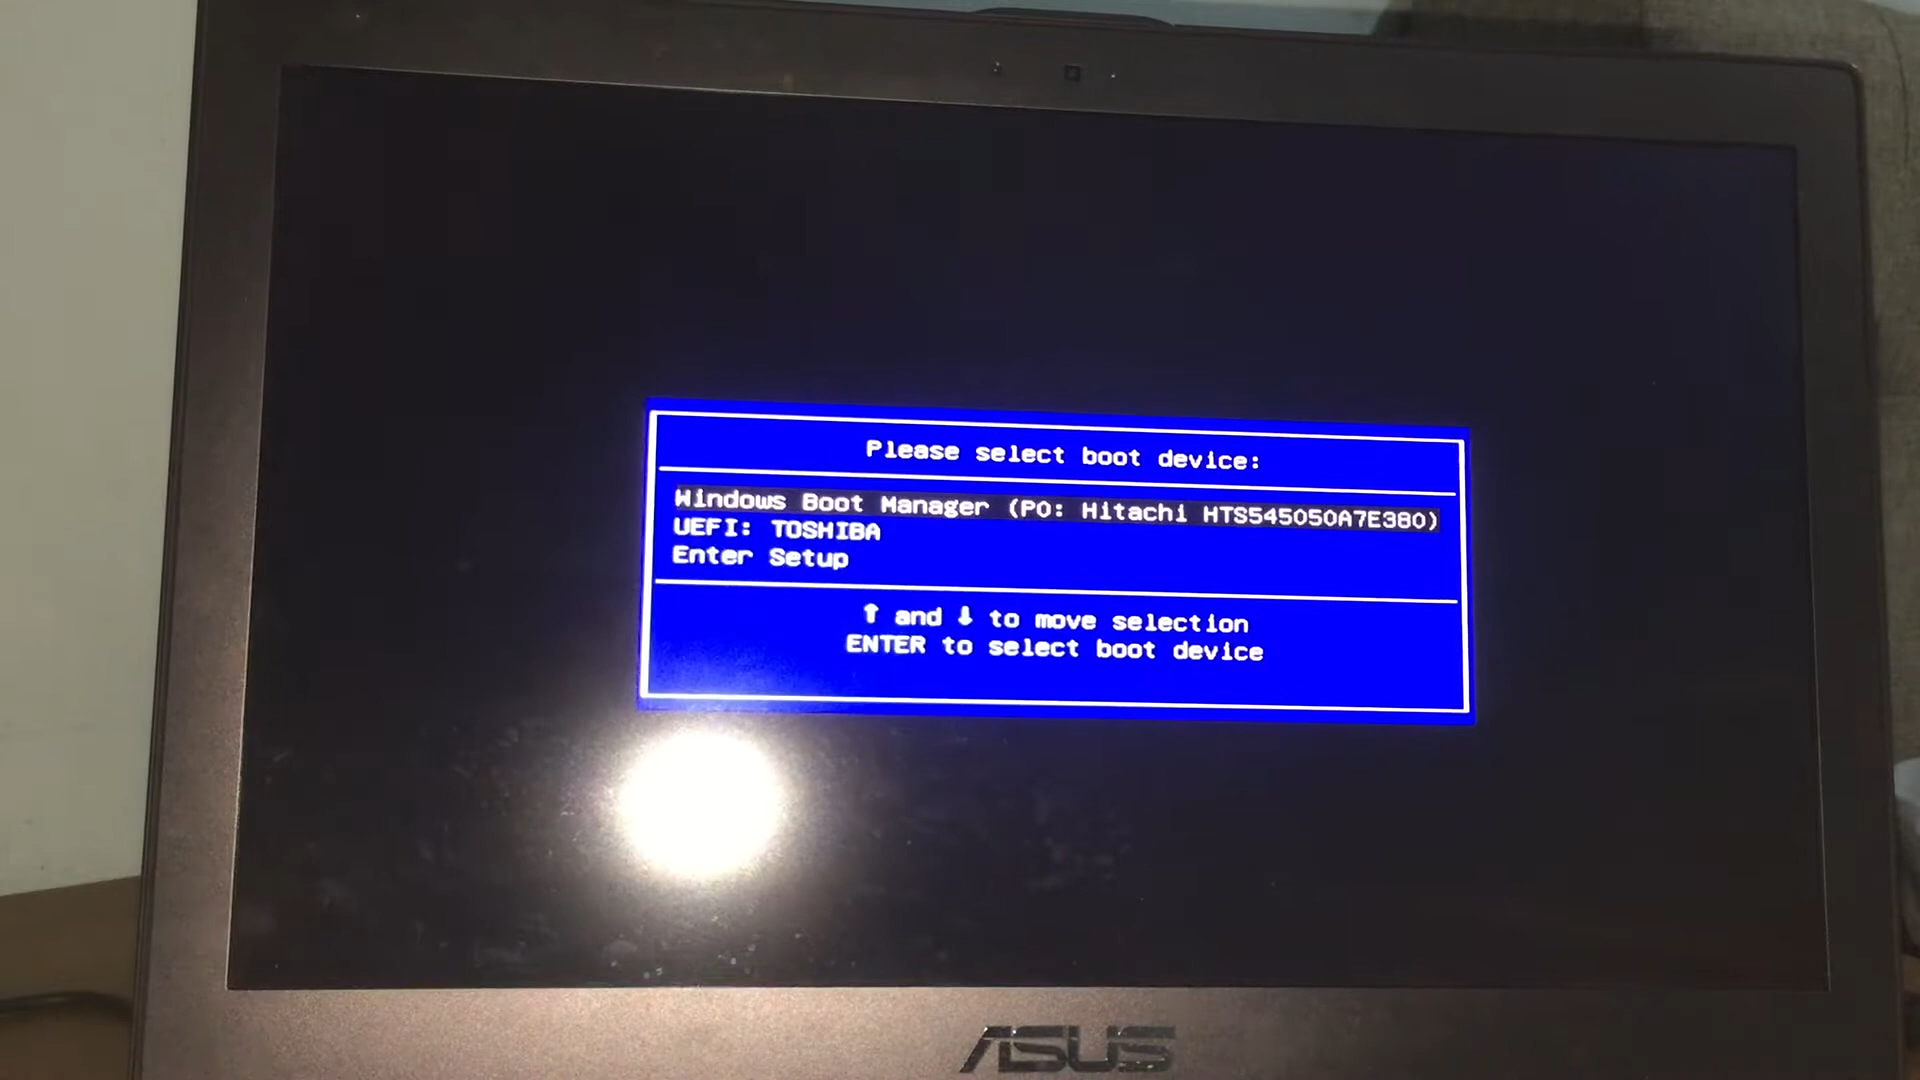 Please select boot device:
Windows Boot Manager (P0: Hitachi HTS545050A7E380)
UEFI: TOSHIBA
Enter Setup
↑ and ↓ to move selection
ENTER to select boot device
ASUS